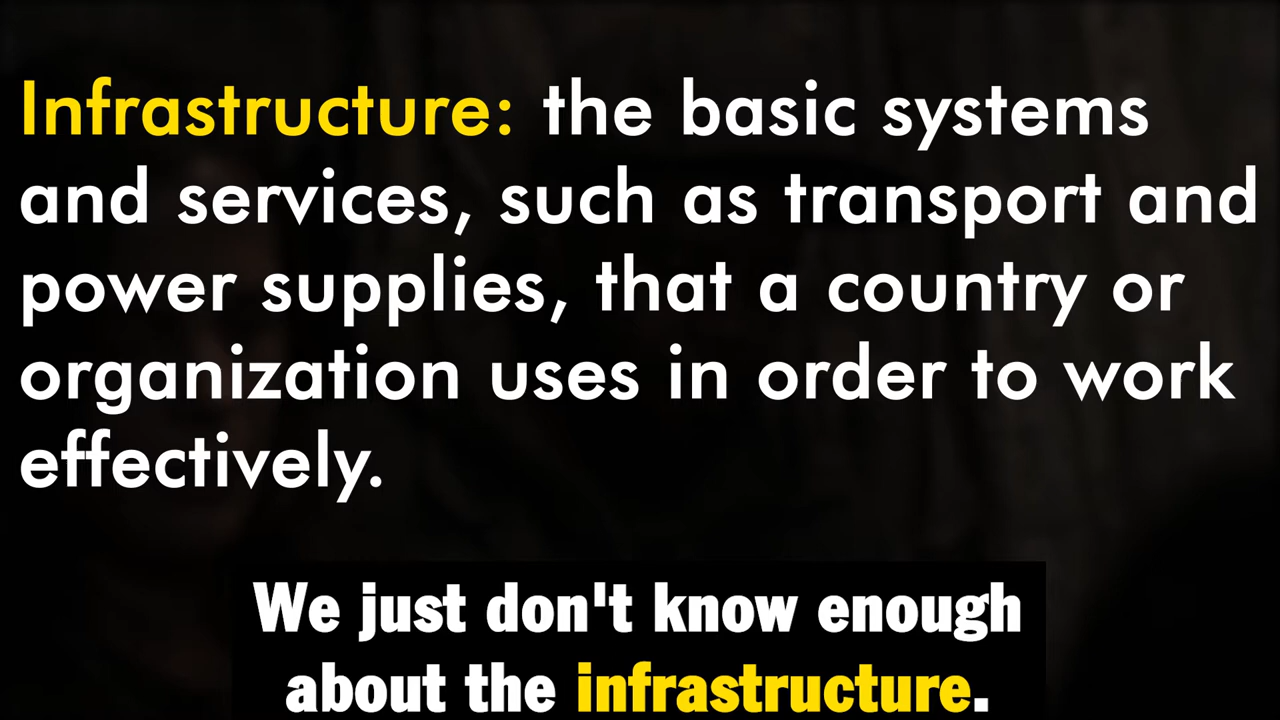 Infrastructure: the basic systems
and services, such as transport and
power supplies, that a country or
organization uses in order to work
effectively.
We just don't know enough
about the infrastructure.